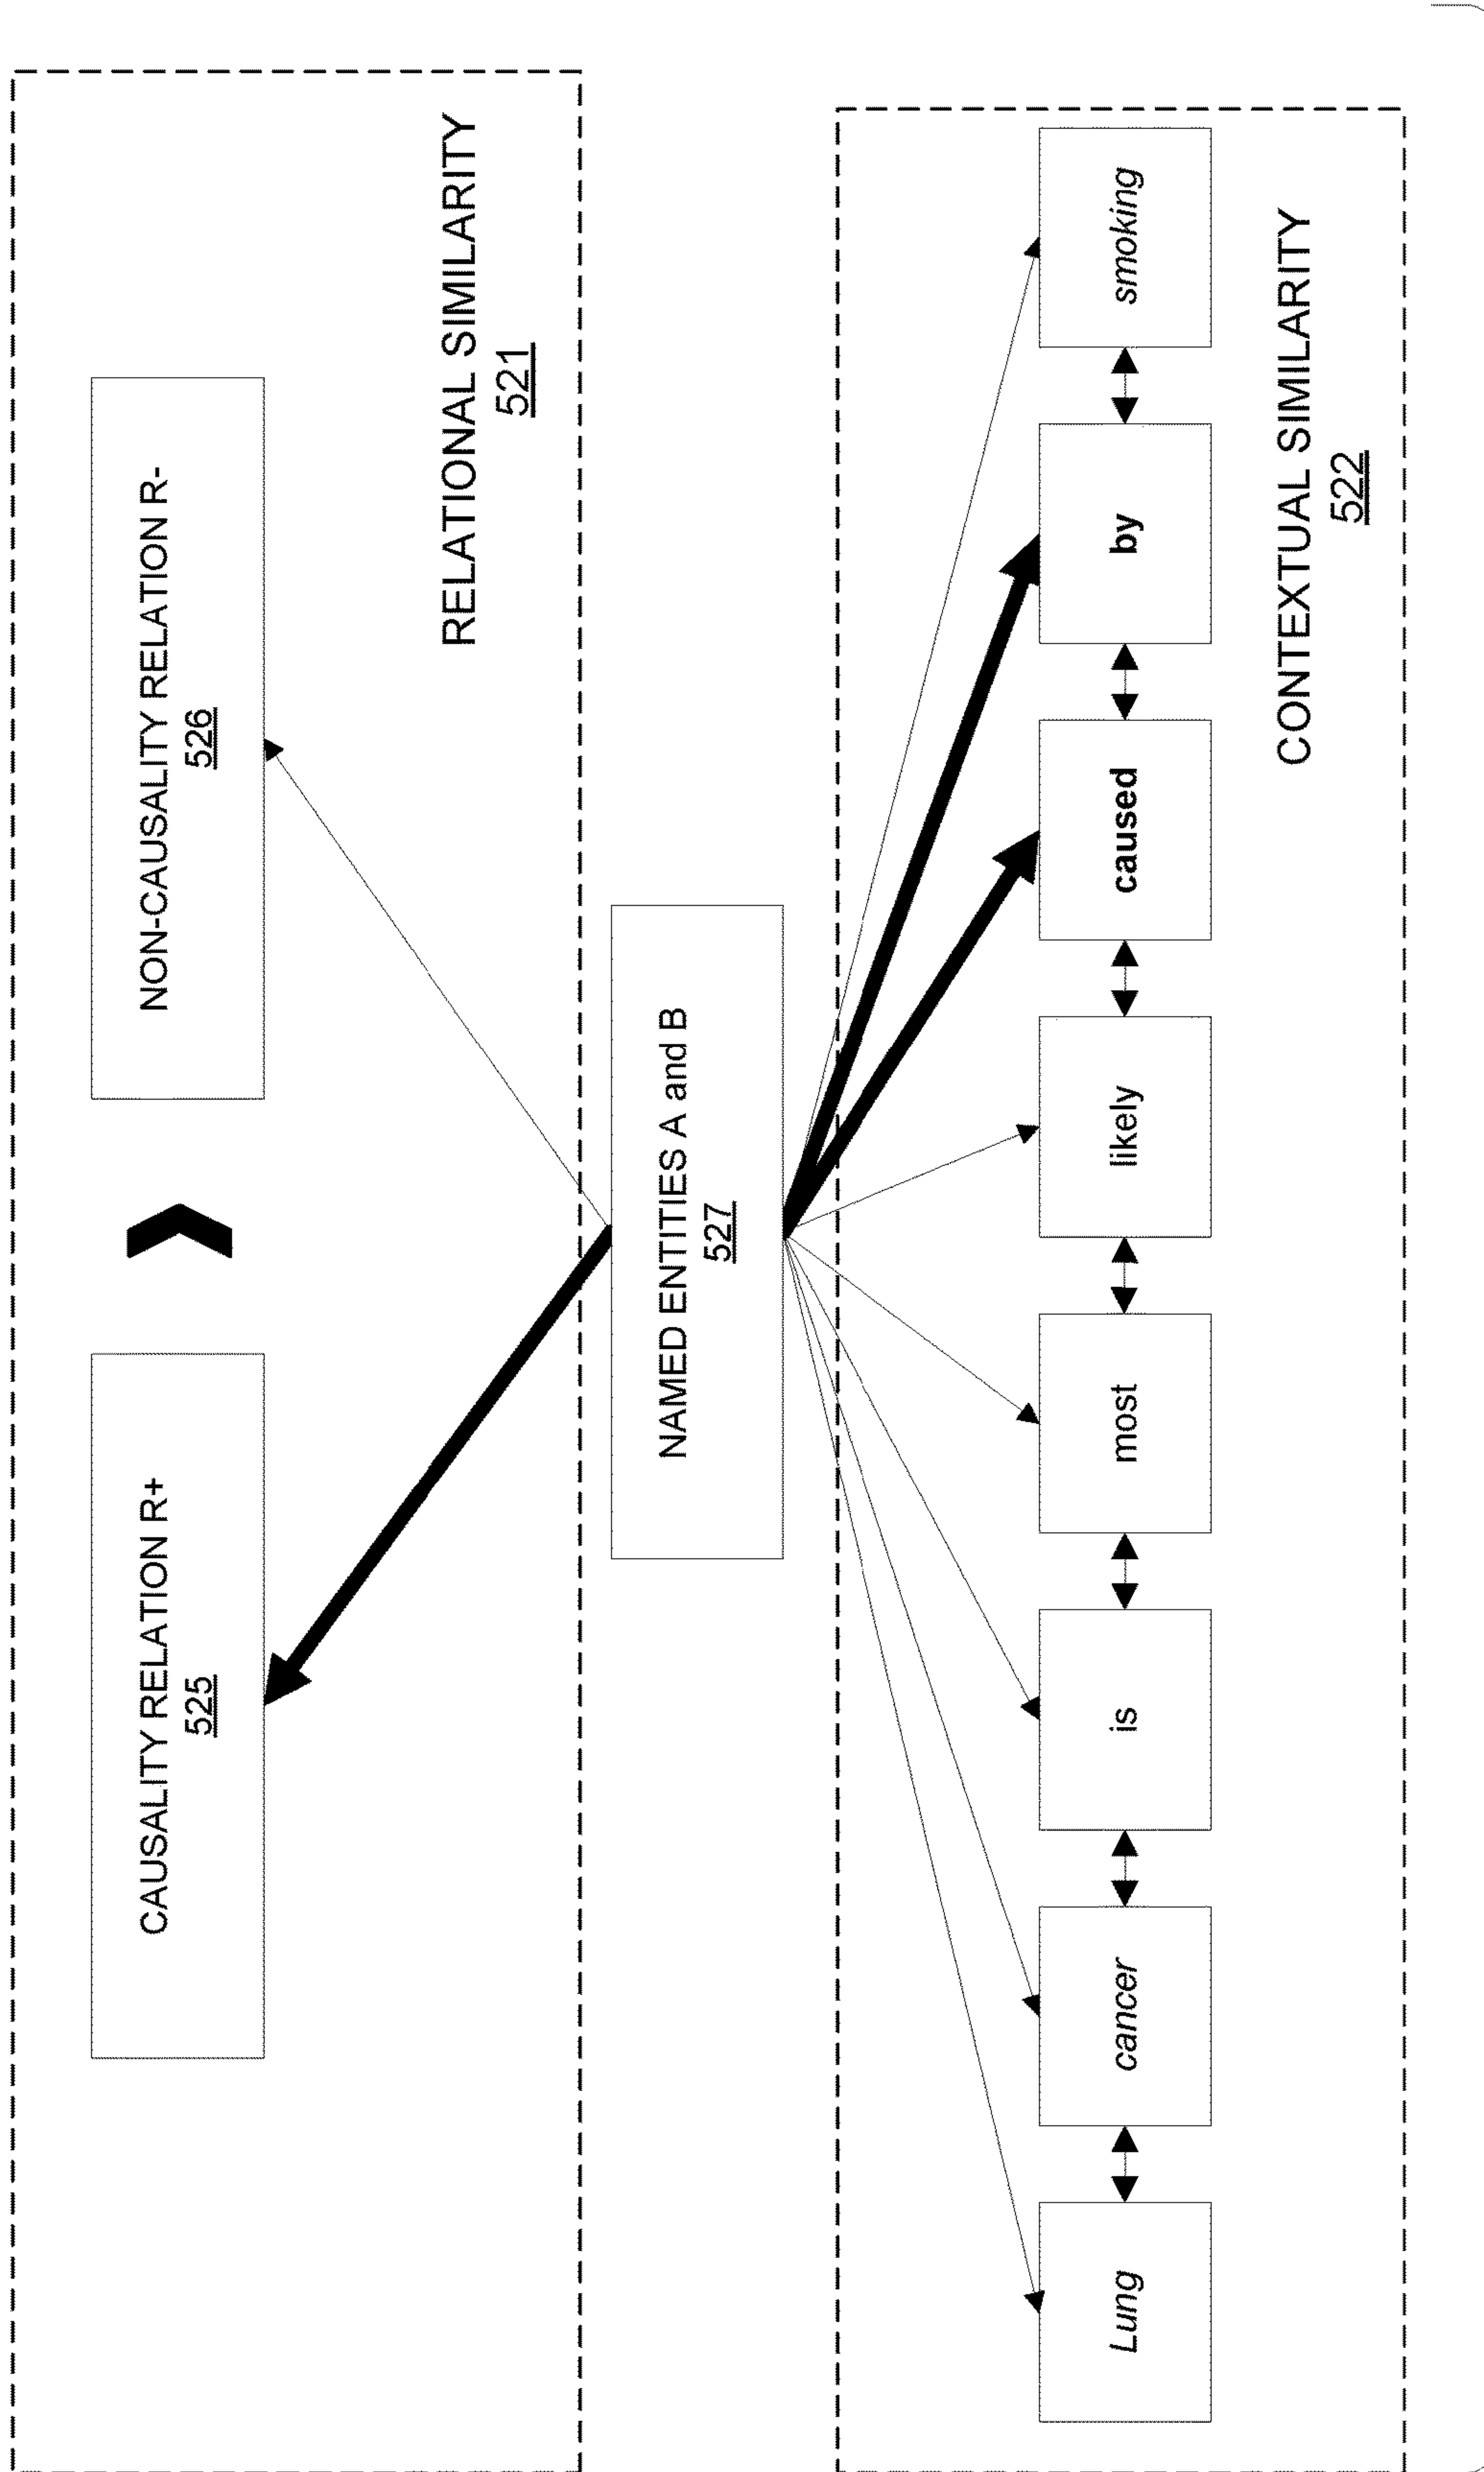 CAUSALITY RELATION R+
525
NON-CAUSALITY RELATION R-
526
RELATIONAL SIMILARITY
521
NAMED ENTITIES A and B
527
Lung
cancer
is
most
likely
caused
by
smoking
CONTEXTUAL SIMILARITY
522